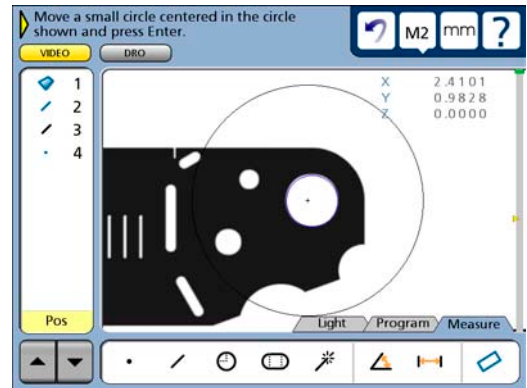 Move a small circle centered in the circle
shown and press Enter.
M2
mm
?
VIDEO
DRO
1
2
3
4
X 2.4101
Y 0.9828
Z 0.0000
Pos
Light
Program
Measure